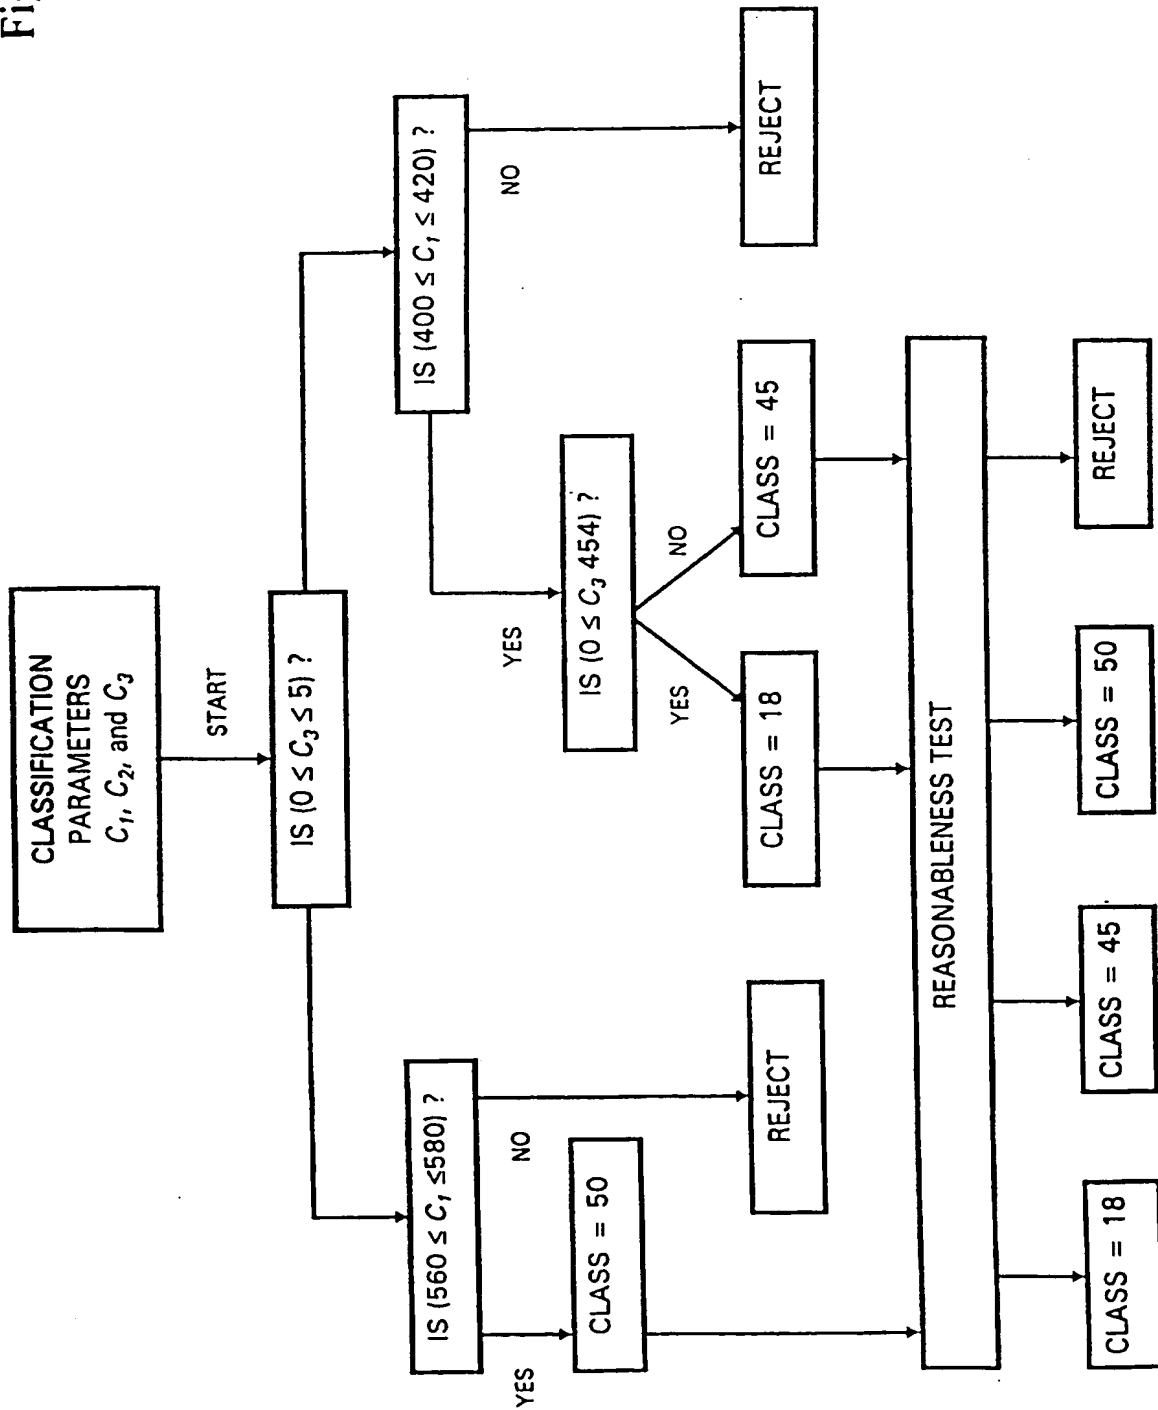 Fi
CLASSIFICATION
PARAMETERS
C1, C2, and C3
START
IS (0 ≤ C3 ≤ 5) ?
IS (560 ≤ C1 ≤580) ?
IS (400 ≤ C1 ≤ 420) ?
YES
NO
YES
NO
CLASS = 50
IS (0 ≤ C3 454) ?
YES
NO
REJECT
CLASS = 18
CLASS = 45
REJECT
REASONABLENESS TEST
CLASS = 18
CLASS = 45
CLASS = 50
REJECT